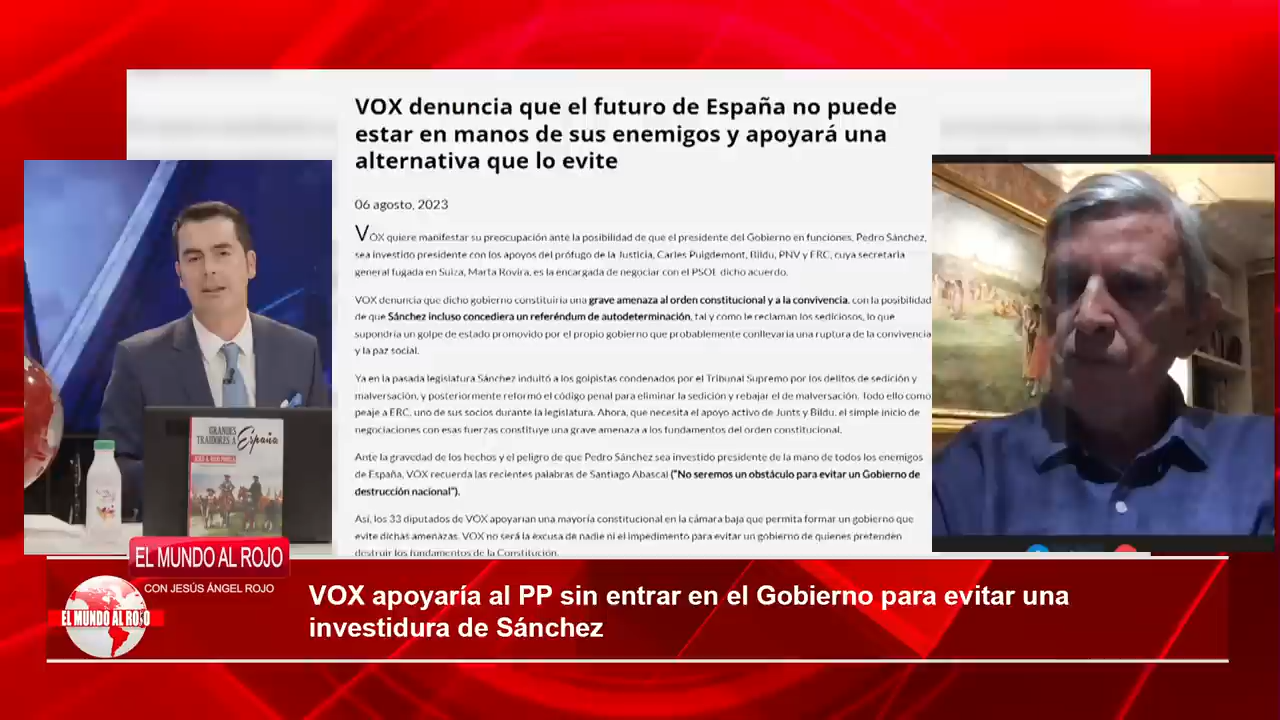 VOX denuncia que el futuro de España no puede
estar en manos de sus enemigos y apoyará una
alternativa que lo evite
06 agosto, 2023
VOX quiere manifestar su preocupación ante la posibilidad de que el presidente del Gobierno en funciones, Pedro Sánchez,
sea investido presidente con los apoyos del prófugo de la Justicia, Carles Puigdemont, Bildu, PNV y ERC, cuya secretaria
general fugada en Suiza, Marta Rovira, es la encargada de negociar con el PSOE dicho acuerdo.
VOX denuncia que dicho gobierno constituiría una grave amenaza al orden constitucional y a la convivencia, con la posibilidad
de que Sánchez incluso concediera un referéndum de autodeterminación, tal y como le reclaman los sediciosos, lo que
supondría un golpe de estado promovido por el propio gobierno que probablemente conllevaría una ruptura de la convivencia
y la paz social.
Ya en la pasada legislatura Sánchez indultó a los golpistas condenados por el Tribunal Supremo por los delitos de sedición y
malversación, y posteriormente reformó el código penal para eliminar la sedición y rebajar el de malversación. Todo ello como
peaje a ERC, uno de sus socios durante la legislatura. Ahora, que necesita el apoyo activo de Junts y Bildu, el simple inicio de
negociaciones con esas fuerzas constituye una grave amenaza a los fundamentos del orden constitucional.
Ante la gravedad de los hechos y el peligro de que Pedro Sánchez sea investido presidente de la mano de todos los enemigos
de España, VOX recuerda las recientes palabras de Santiago Abascal ("No seremos un obstáculo para evitar un Gobierno de
destrucción nacional").
Así, los 33 diputados de VOX apoyarían una mayoría constitucional en la cámara baja que permita formar un gobierno que
evite dichas amenazas. VOX no será la excusa de nadie ni el impedimento para evitar un gobierno de quienes pretenden
destruir los fundamentos de la Constitución.
GRANDES
TRAIDORES A
España
EL MUNDO AL ROJO
CON JESÚS ÁNGEL ROJO
EL MUNDO AL ROJO
VOX apoyaría al PP sin entrar en el Gobierno para evitar una
investidura de Sánchez